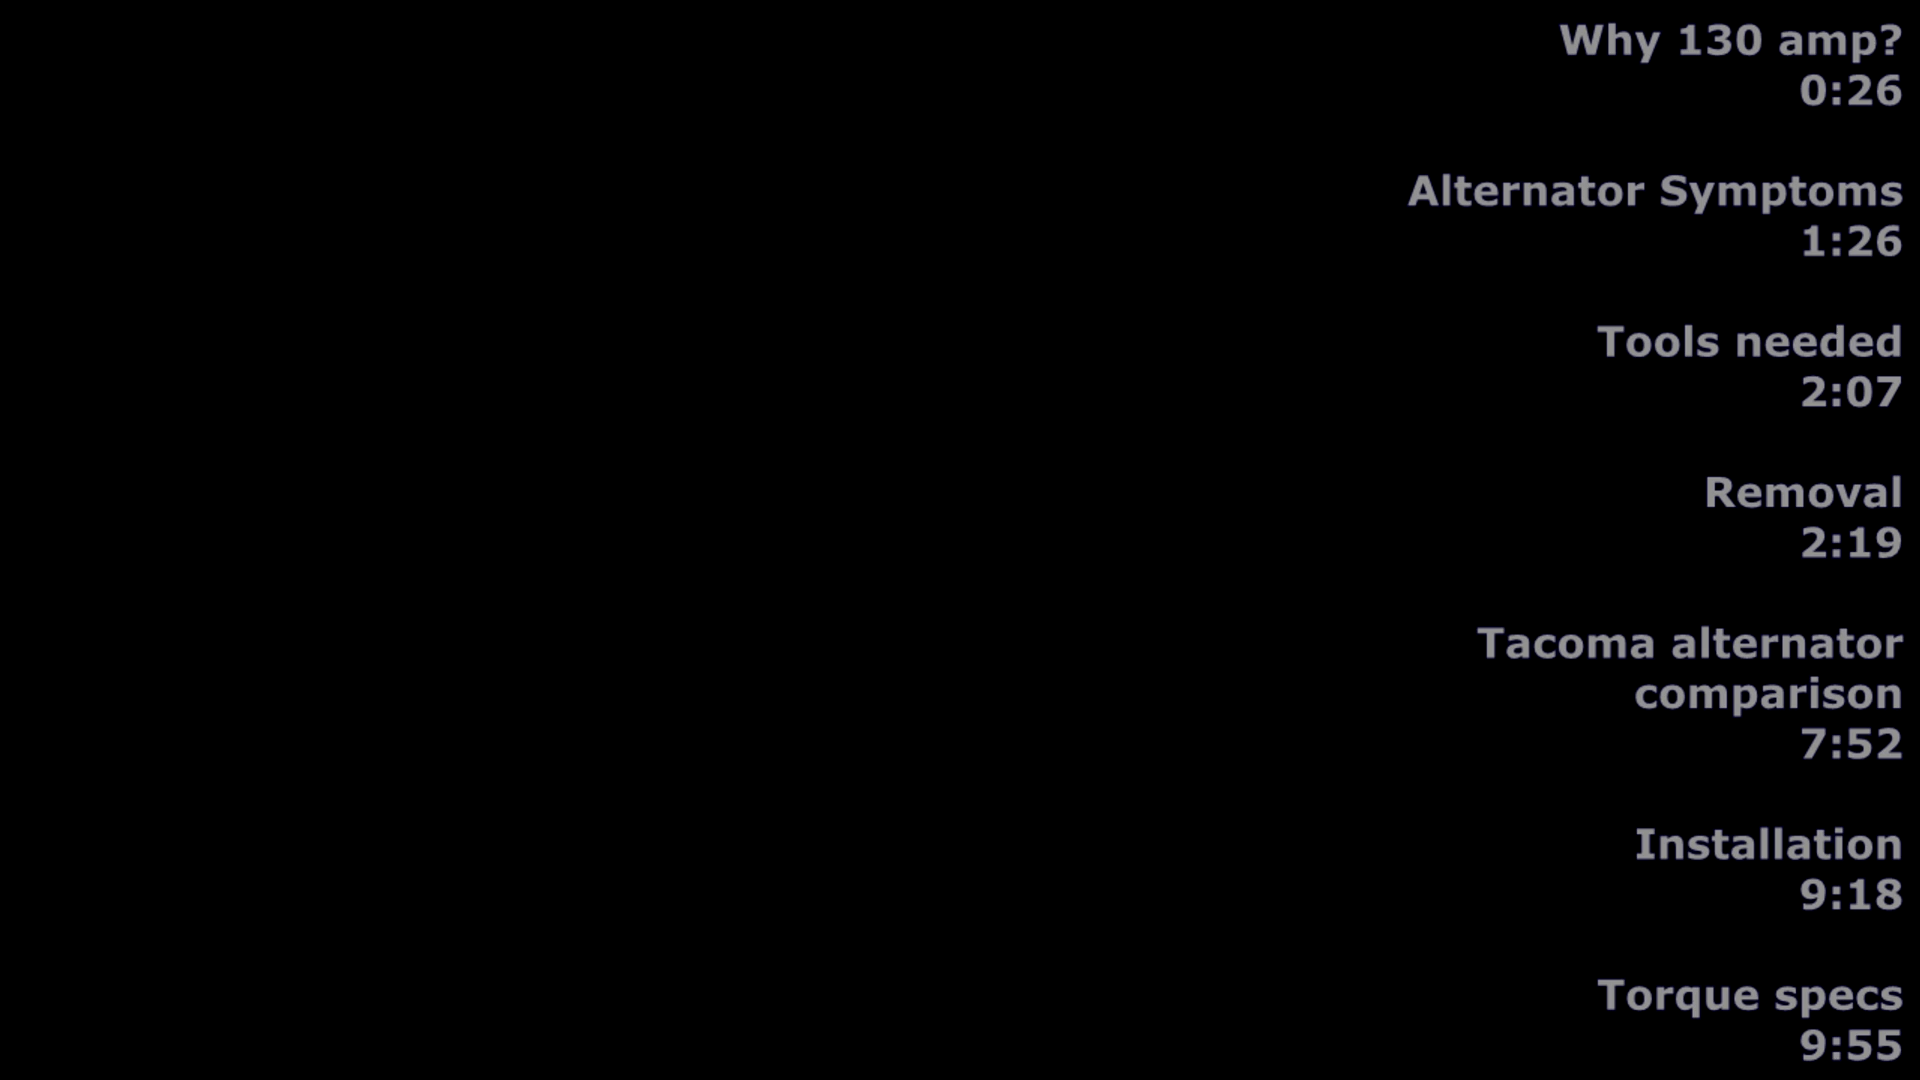 Why 130 amp?
0:26
Alternator Symptoms
1:26
Tools needed
2:07
Removal
2:19
Tacoma alternator
comparison
7:52
Installation
9:18
Torque specs
9:55